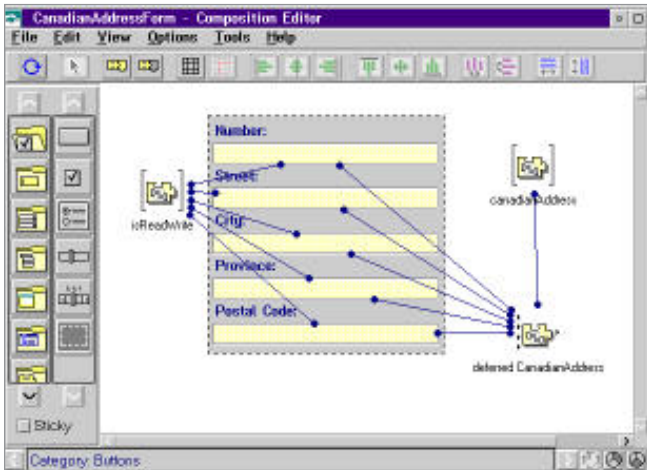 CanadianAddressForm - Composition Editor
File Edit View Options Tools Help
Number:
Street:
City:
Province:
Postal Code:
isReadWrite
canadianAddress
deferred CanadianAddress
Sticky
Category: Buttons